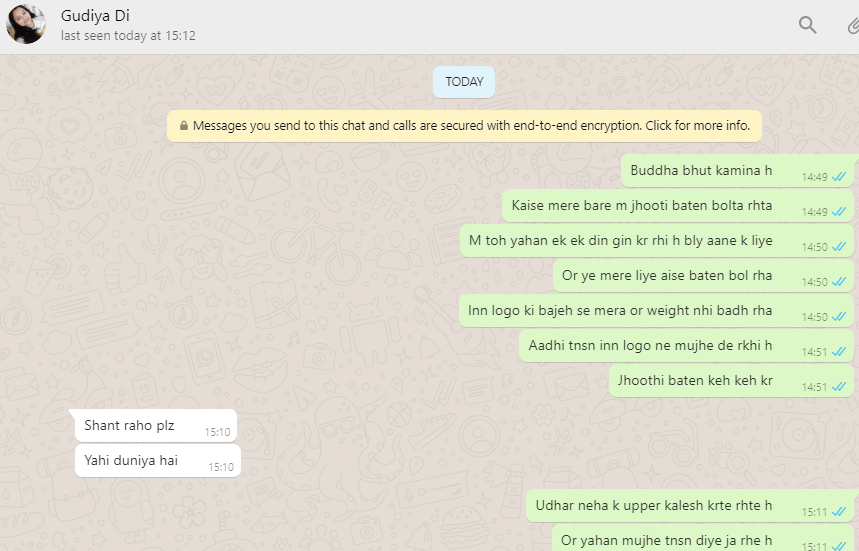 Gudiya Di
last seen today at 15:12
TODAY
Messages you send to this chat and calls are secured with end-to-end encryption. Click for more info.
Buddha bhut kamina h
14:49
Kaise mere bare m jhooti baten bolta rhta
14:49
M toh yahan ek ek din gin kr rhi h bly aane k liye
14:50
Or ye mere liye aise baten bol rha
14:50
Inn logo ki bajeh se mera or weight nhi badh rha
14:50
Aadhi tnsn inn logo ne mujhe de rkhi h
14:51
Jhoothi baten keh keh kr
14:51
Shant raho plz
15:10
Yahi duniya hai
15:10
Udhar neha k upper kalesh krte rhte h
15:11
Or yahan mujhe tnsn diye ja rhe h
15:11